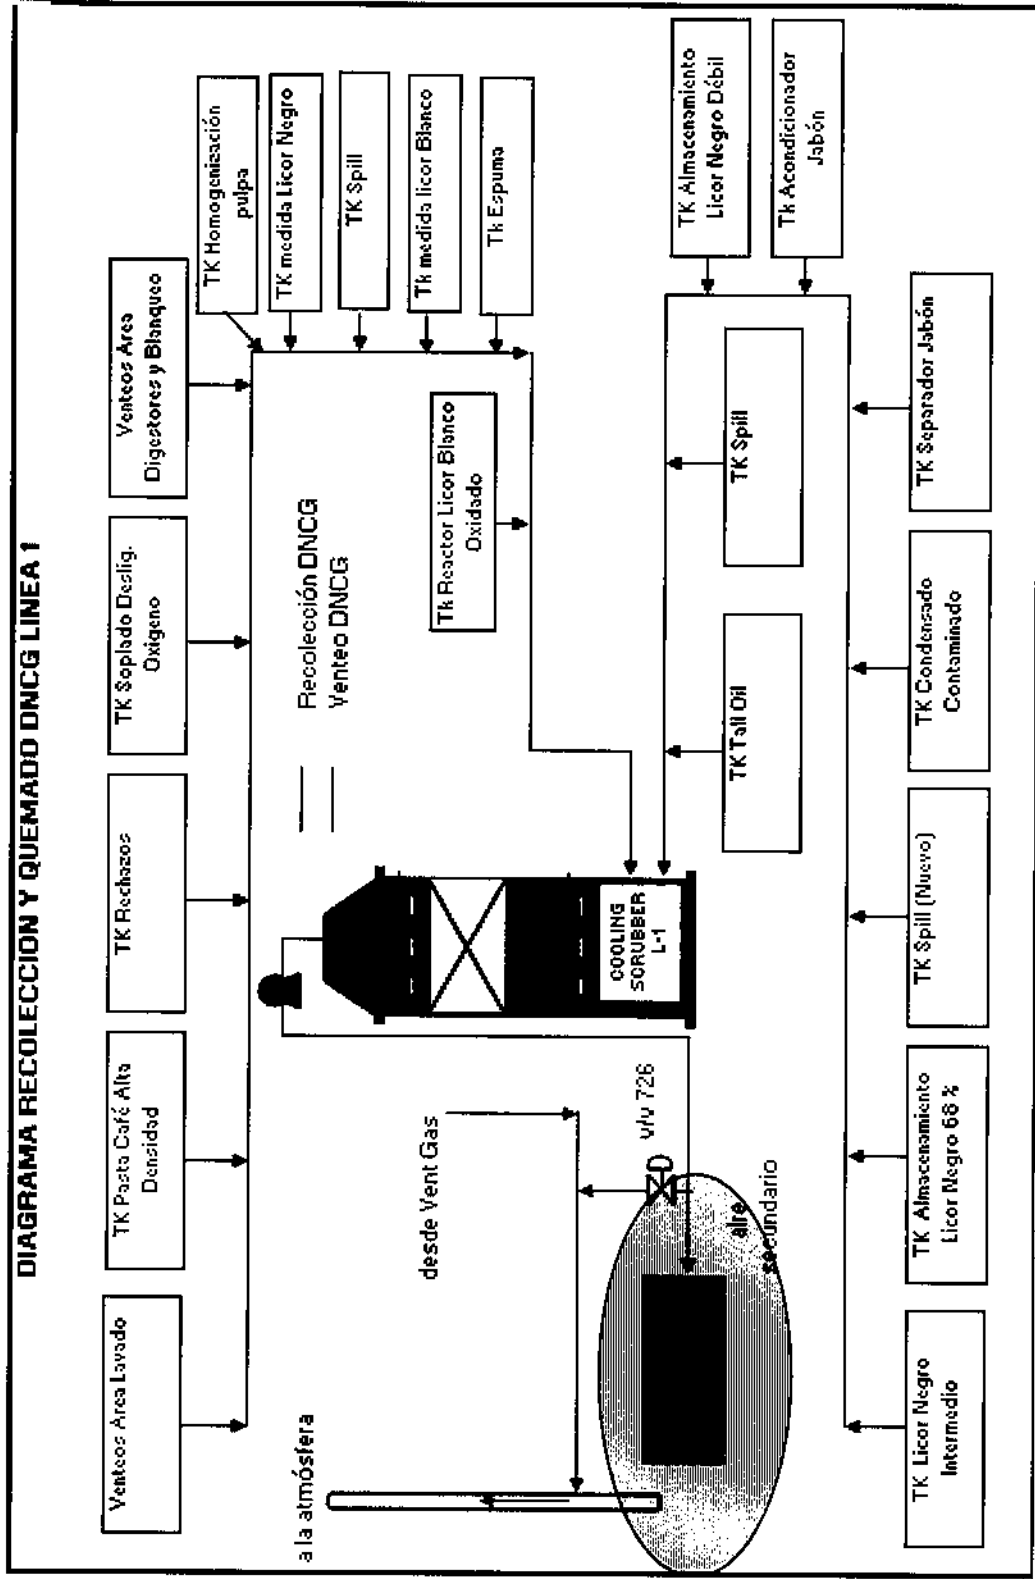 DIAGRAMA RECOLECCION Y QUEMADO DNCG LINEA 1
Venteos Area Lavado
TK Pasta Café Alta
Densidad
TK Rechazos
TK Soplado Deslig.
Oxigeno
Venteos Area
Digestores y Blanqueo
TK Homogenización
pulpa
TK medida Licor Negro
TK Spill
Tk medida licor Blanco
Tk Espuma
Recolección DNCG
Venteo DNCG
Tk Reactor Licor Blanco
Oxidado
a la atmósfera
desde Vent Gas
v/v 726
aire
secundario
COOLING
SCRUBBER
L-1
TK Tall Oil
TK Spill
TK Almacenamiento
Licor Negro Débil
Tk Acondicionador
Jabón
TK Licor Negro
Intermedio
TK Almacenamiento
Licor Negro 68 %
TK Spill (Nuevo)
TK Condensado
Contaminado
TK Separador Jabón